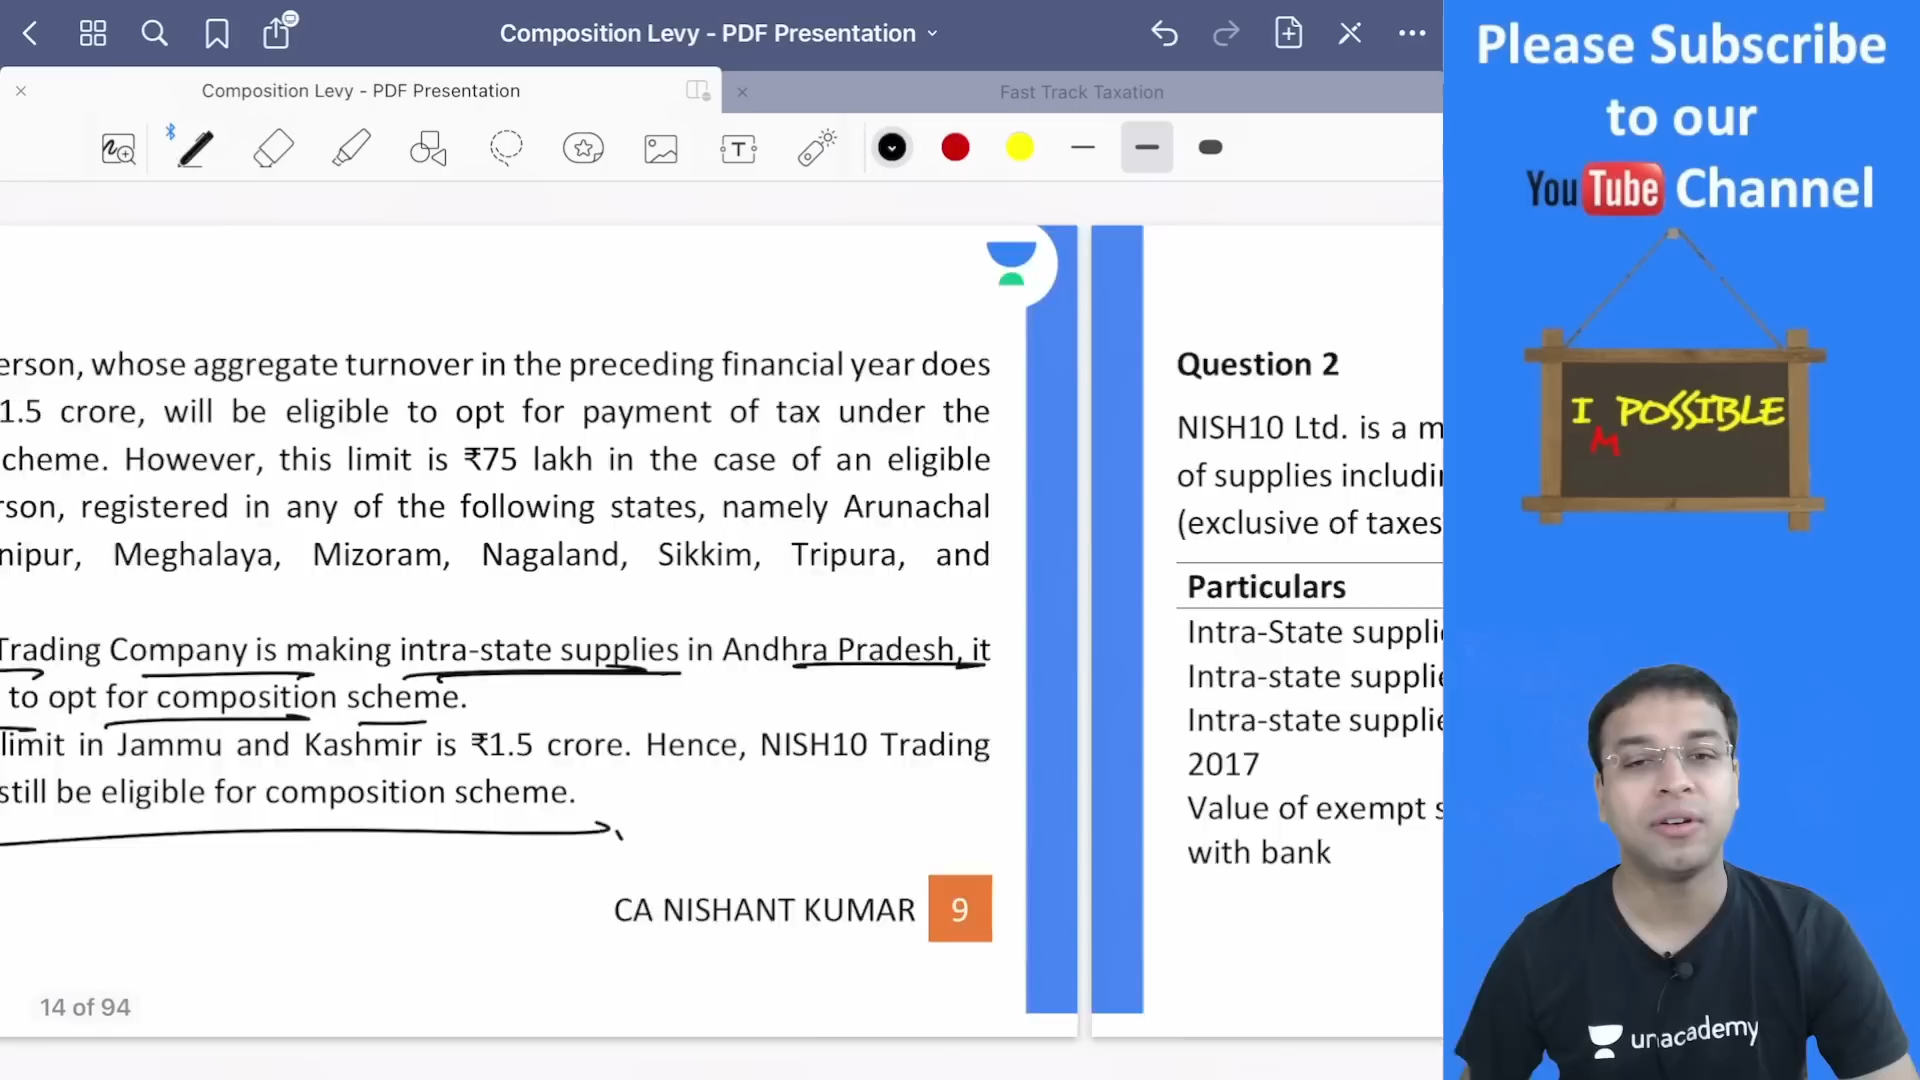 Composition Levy - PDF Presentation
Composition Levy - PDF Presentation
Fast Track Taxation
T
erson, whose aggregate turnover in the preceding financial year does
1.5 crore, will be eligible to opt for payment of tax under the
cheme. However, this limit is ₹75 lakh in the case of an eligible
rson, registered in any of the following states, namely Arunachal
nipur, Meghalaya, Mizoram, Nagaland, Sikkim, Tripura, and
Trading Company is making intra-state supplies in Andhra Pradesh, it
to opt for composition scheme.
limit in Jammu and Kashmir is ₹1.5 crore. Hence, NISH10 Trading
still be eligible for composition scheme.
CA NISHANT KUMAR 9
14 of 94
Question 2
NISH10 Ltd. is a m
of supplies includi
(exclusive of taxes
Particulars
Intra-State suppli
Intra-state supplie
Intra-state supplie
2017
Value of exempt s
with bank
Please Subscribe
to our
YouTube Channel
I POSSIBLE
M
unacademy